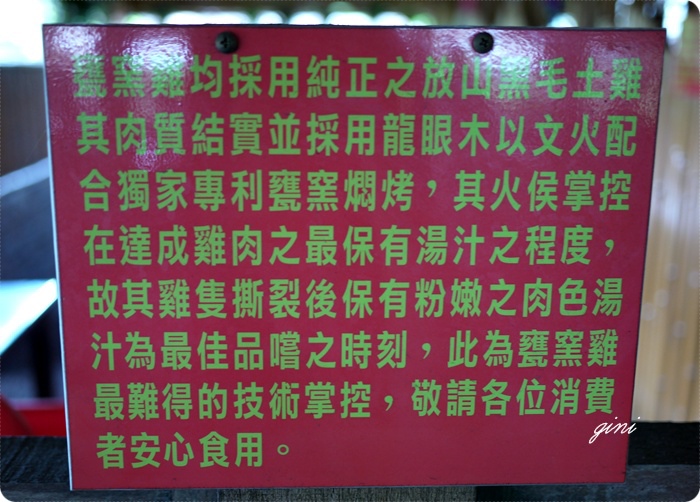 甕窯雞均採用純正之放山黑毛土雞
其肉質結實並採用龍眼木以文火配
合獨家專利甕窯燜烤，其火侯掌控
在達成雞肉之最保有湯汁之程度，
故其雞隻撕裂後保有粉嫩之肉色湯
汁為最佳品嚐之時刻，此為甕窯雞
最難得的技術掌控，敬請各位消費
者安心食用。
gini